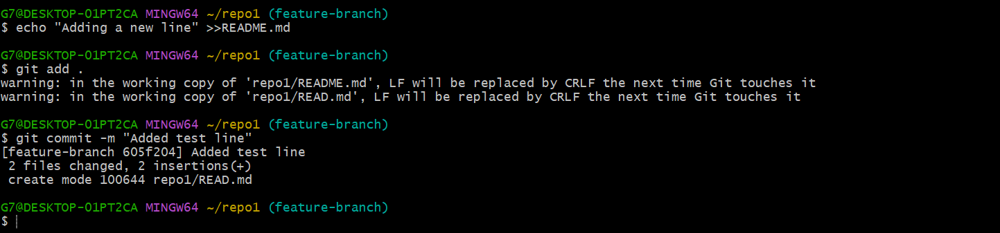 G7@DESKTOP-01PT2CA MINGW64 ~/repo1 (feature-branch)
$ echo "Adding a new line" >>README.md
G7@DESKTOP-01PT2CA MINGW64 ~/repo1 (feature-branch)
$ git add .
warning: in the working copy of 'repo1/README.md', LF will be replaced by CRLF the next time Git touches it
warning: in the working copy of 'repo1/READ.md', LF will be replaced by CRLF the next time Git touches it
G7@DESKTOP-01PT2CA MINGW64 ~/repo1 (feature-branch)
$ git commit -m "Added test line"
[feature-branch 605f204] Added test line
 2 files changed, 2 insertions(+)
 create mode 100644 repo1/READ.md
G7@DESKTOP-01PT2CA MINGW64 ~/repo1 (feature-branch)
$